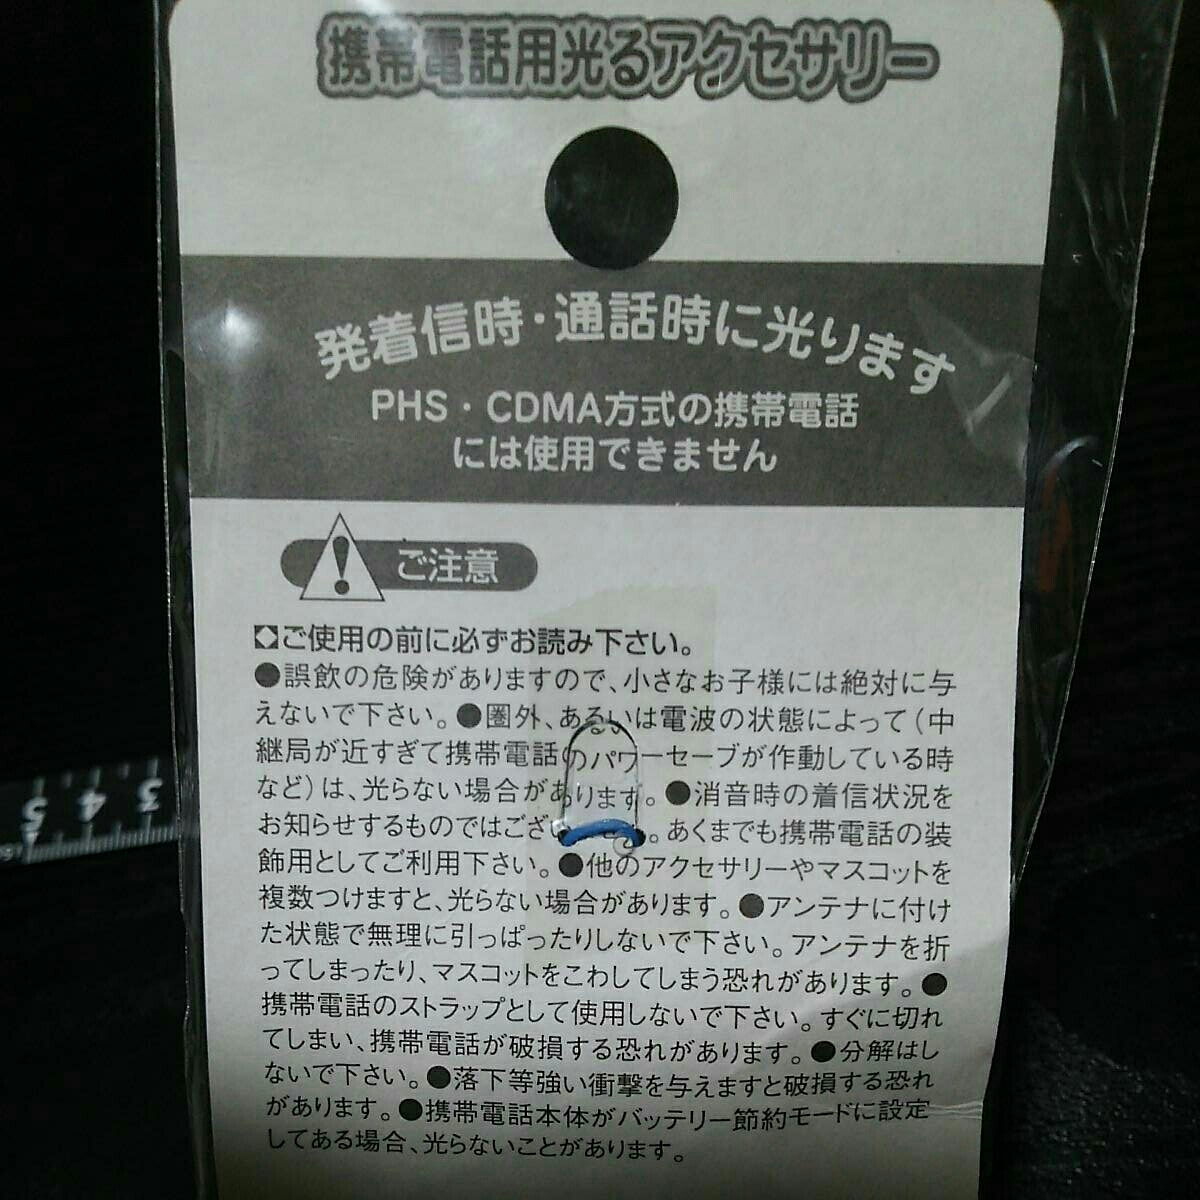 携帯電話用光るアクセサリー
発着信時・通話時に光ります
PHS・CDMA方式の携帯電話
には使用できません
ご注意
ご使用の前に必ずお読み下さい。
●誤飲の危険がありますので、小さなお子様には絶対に与
えないで下さい。●圏外、あるいは電波の状態によって(中
継局が近すぎて携帯電話のパワーセーブが作動している時
など)は、光らない場合があります。●消音時の着信状況を
お知らせするものではござ せん。あくまでも携帯電話の装
飾用としてご利用下さい。●他のアクセサリーやマスコットを
複数つけますと、光らない場合があります。●アンテナに付け
た状態で無理に引っぱったりしないで下さい。アンテナを折
ってしまったり、マスコットをこわしてしまう恐れがあります。●
携帯電話のストラップとして使用しないで下さい。すぐに切れ
てしまい、携帯電話が破損する恐れがあります。●分解はし
ないで下さい。●落下等強い衝撃を与えますと破損する恐れ
があります。●携帯電話本体がバッテリー節約モードに設定
してある場合、光らないことがあります。
5 4 3